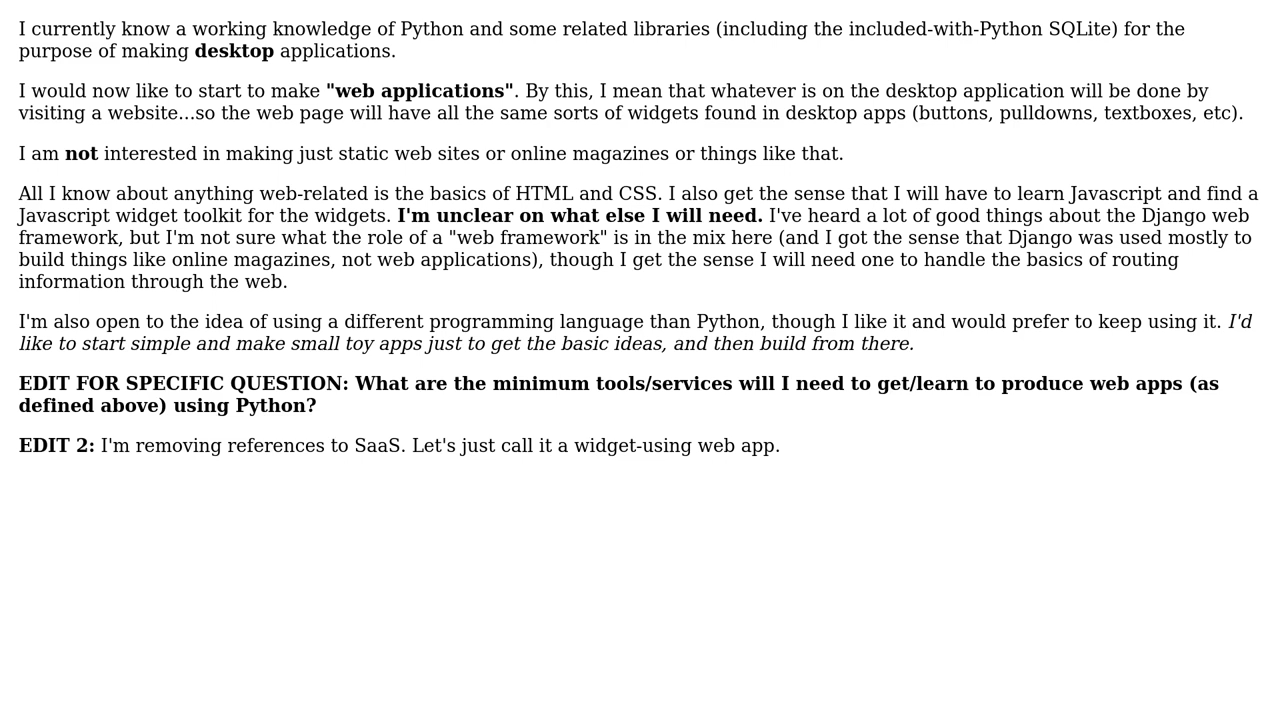 I currently know a working knowledge of Python and some related libraries (including the included-with-Python SQLite) for the
purpose of making desktop applications.
I would now like to start to make "web applications". By this, I mean that whatever is on the desktop application will be done by
visiting a website...so the web page will have all the same sorts of widgets found in desktop apps (buttons, pulldowns, textboxes, etc).
I am not interested in making just static web sites or online magazines or things like that.
All I know about anything web-related is the basics of HTML and CSS. I also get the sense that I will have to learn Javascript and find a
Javascript widget toolkit for the widgets. I'm unclear on what else I will need. I've heard a lot of good things about the Django web
framework, but I'm not sure what the role of a "web framework" is in the mix here (and I got the sense that Django was used mostly to
build things like online magazines, not web applications), though I get the sense I will need one to handle the basics of routing
information through the web.
I'm also open to the idea of using a different programming language than Python, though I like it and would prefer to keep using it. I'd
like to start simple and make small toy apps just to get the basic ideas, and then build from there.
EDIT FOR SPECIFIC QUESTION: What are the minimum tools/services will I need to get/learn to produce web apps (as
defined above) using Python?
EDIT 2: I'm removing references to SaaS. Let's just call it a widget-using web app.